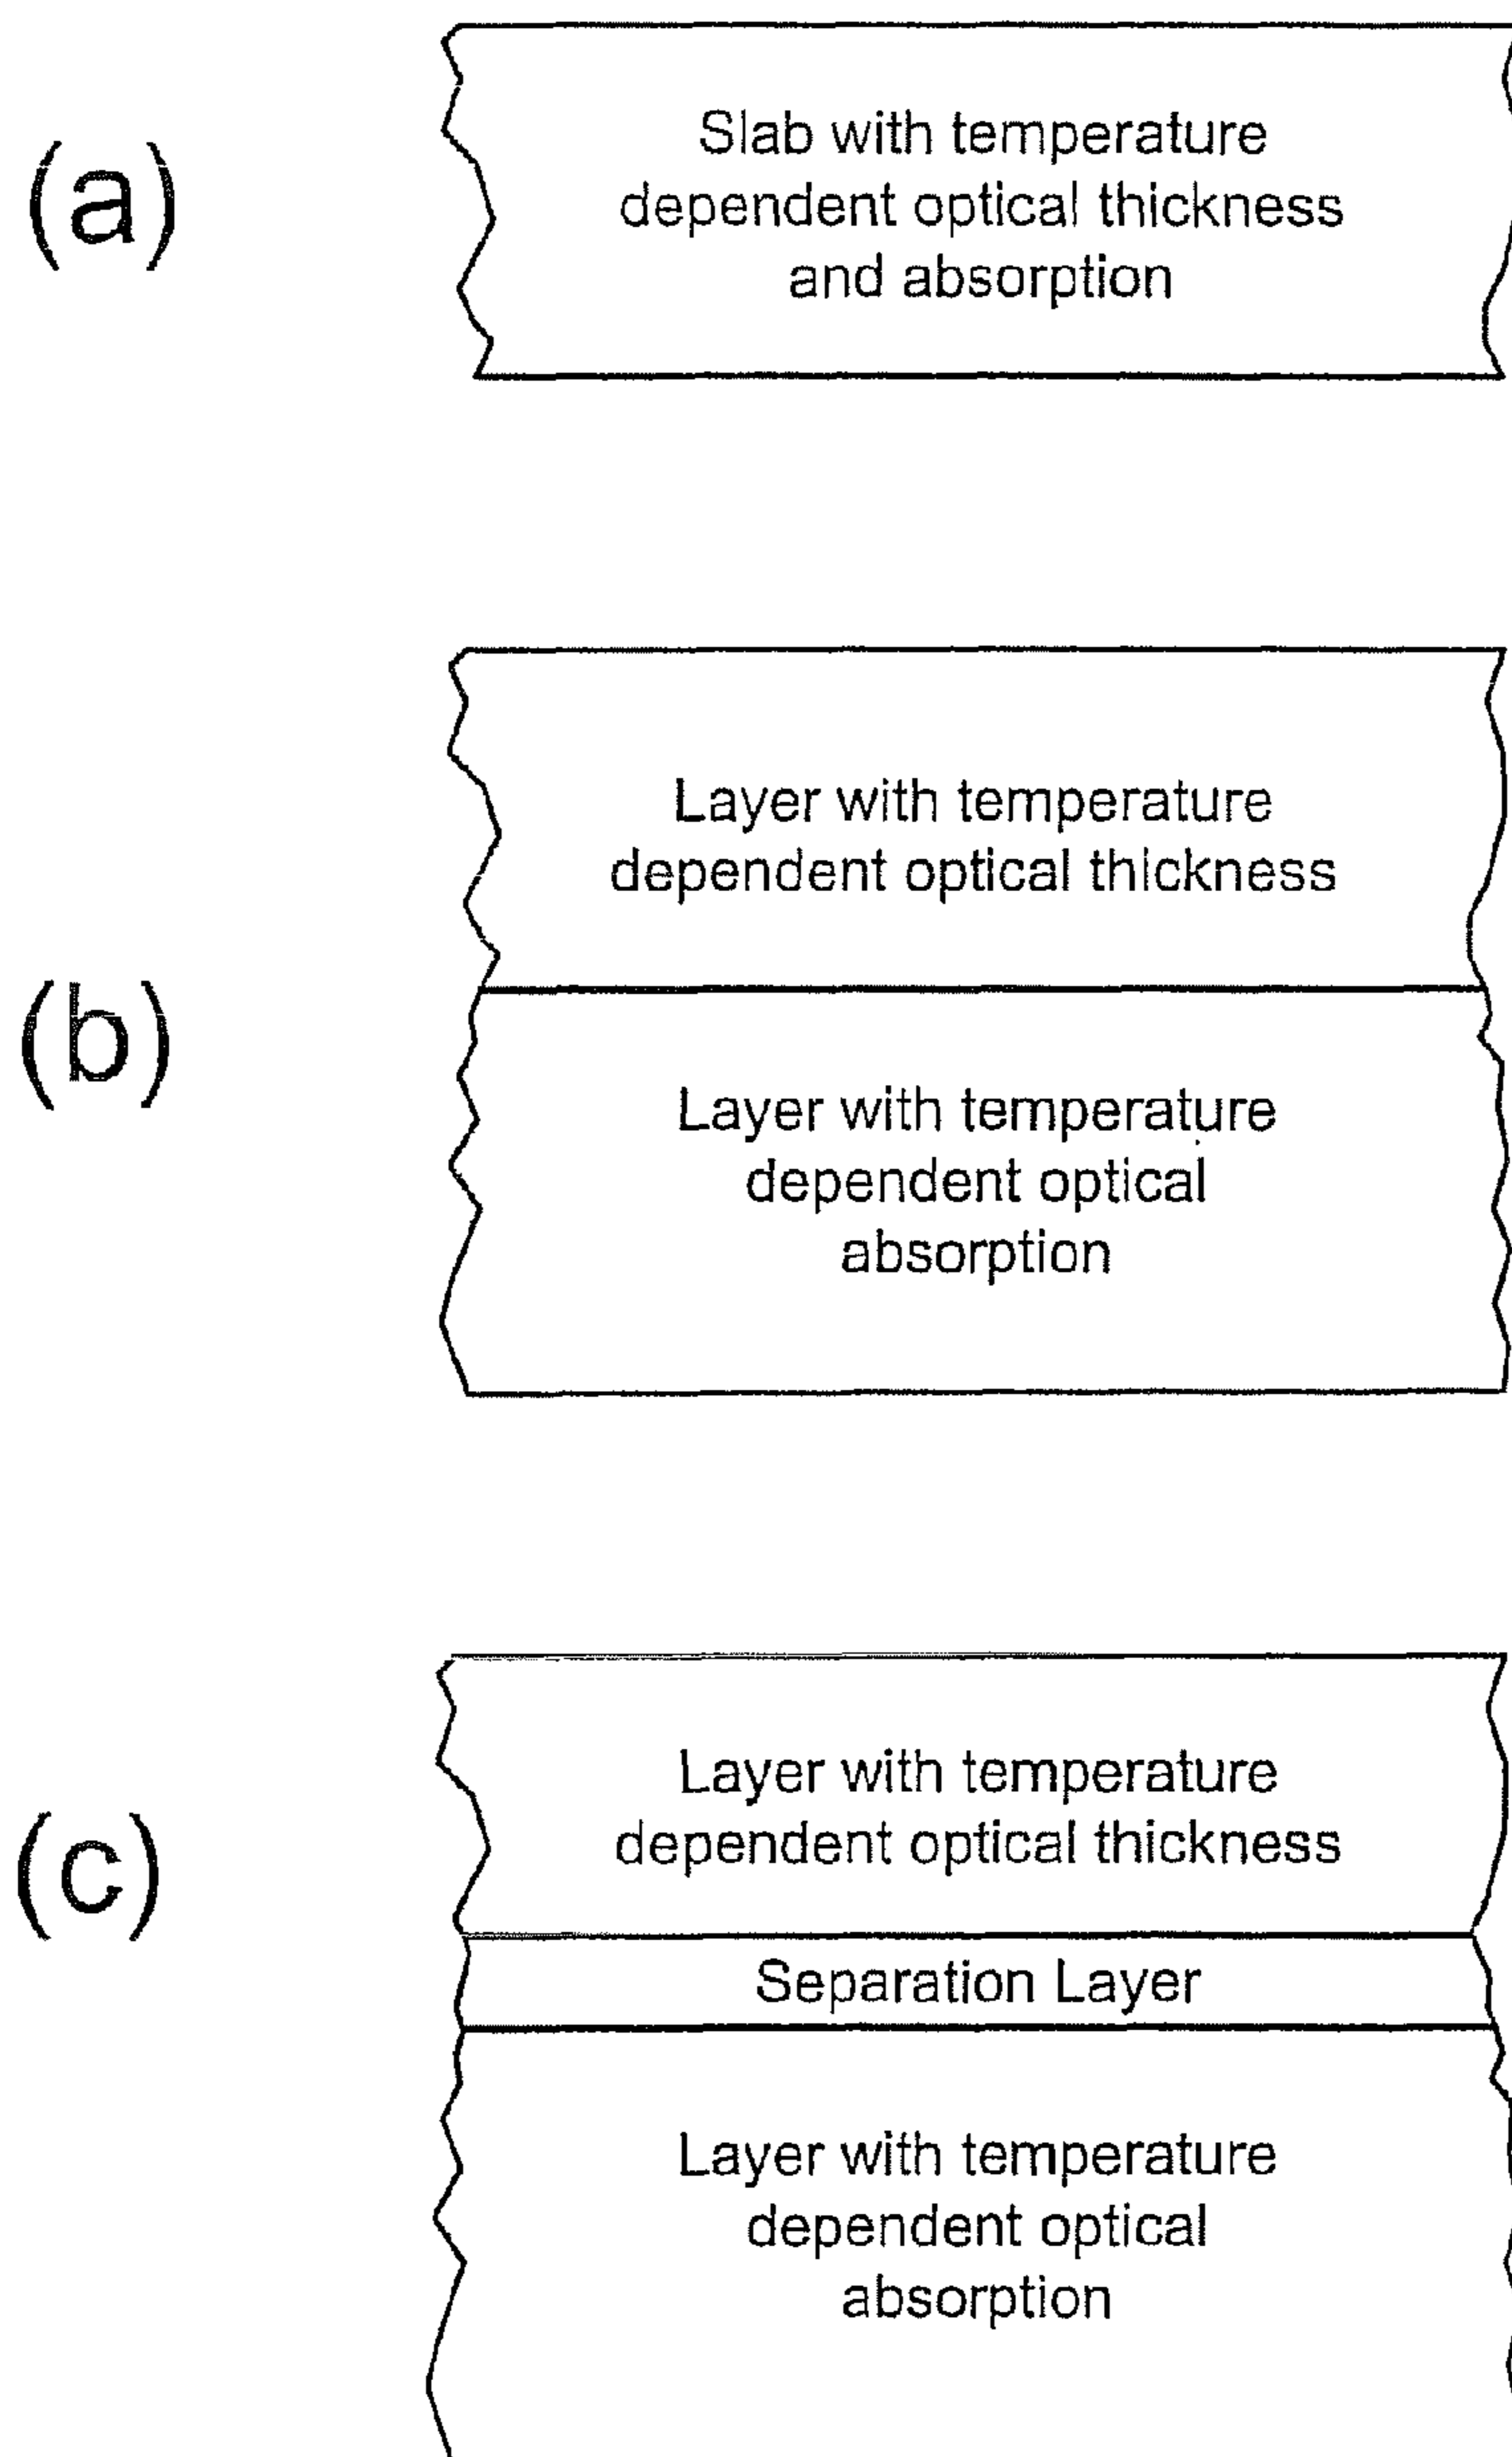 (a)
Slab with temperature
dependent optical thickness
and absorption
(b)
Layer with temperature
dependent optical thickness
Layer with temperature
dependent optical
absorption
(c)
Layer with temperature
dependent optical thickness
Separation Layer
Layer with temperature
dependent optical
absorption